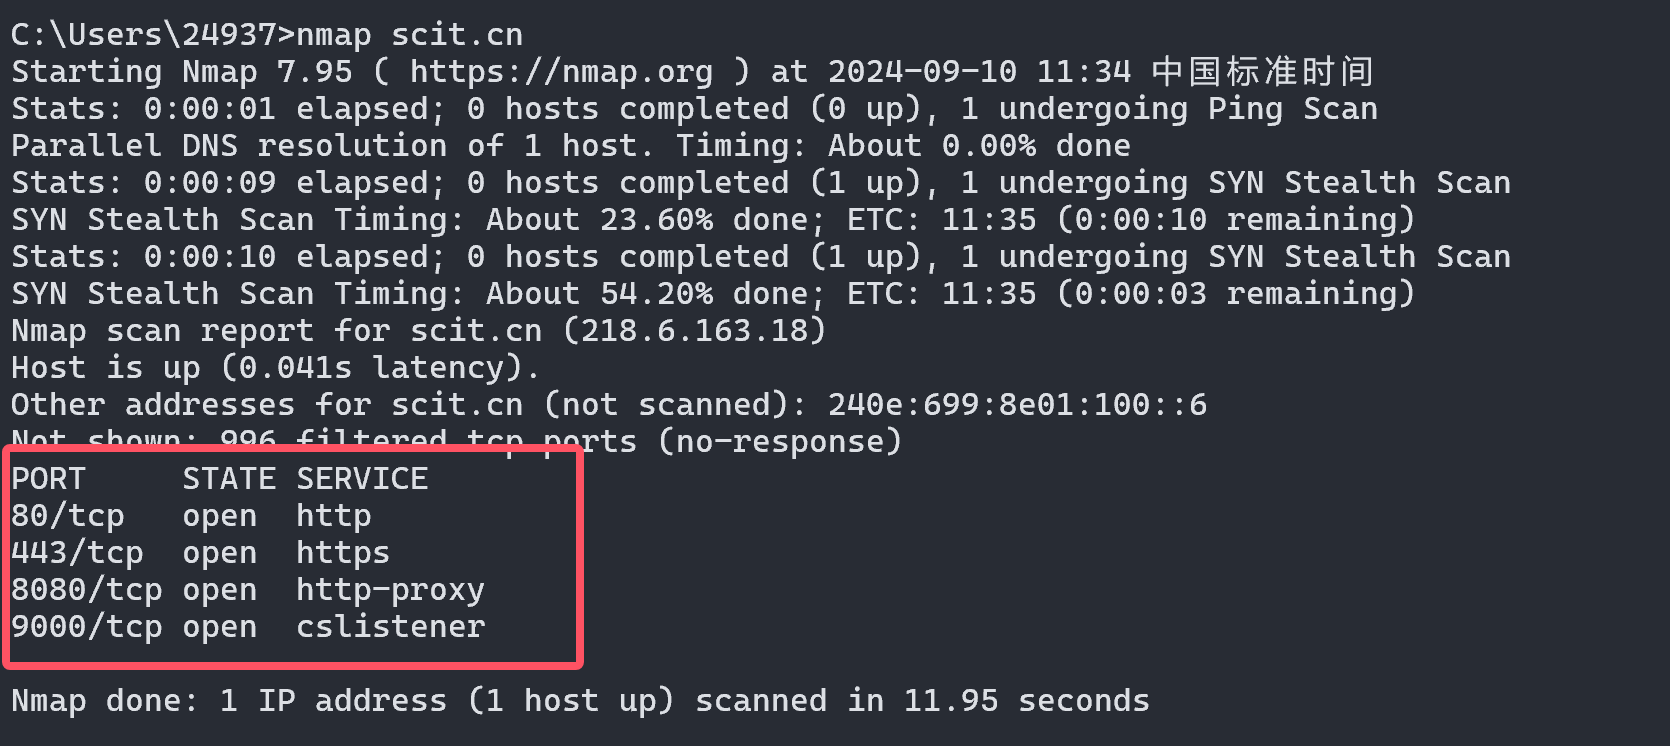 C:\Users\24937>nmap scit.cn
Starting Nmap 7.95 ( https://nmap.org ) at 2024-09-10 11:34 中国标准时间
Stats: 0:00:01 elapsed; 0 hosts completed (0 up), 1 undergoing Ping Scan
Parallel DNS resolution of 1 host. Timing: About 0.00% done
Stats: 0:00:09 elapsed; 0 hosts completed (1 up), 1 undergoing SYN Stealth Scan
SYN Stealth Scan Timing: About 23.60% done; ETC: 11:35 (0:00:10 remaining)
Stats: 0:00:10 elapsed; 0 hosts completed (1 up), 1 undergoing SYN Stealth Scan
SYN Stealth Scan Timing: About 54.20% done; ETC: 11:35 (0:00:03 remaining)
Nmap scan report for scit.cn (218.6.163.18)
Host is up (0.041s latency).
Other addresses for scit.cn (not scanned): 240e:699:8e01:100::6
Not shown: 996 filtered tcp ports (no-response)
PORT     STATE SERVICE
80/tcp   open  http
443/tcp  open  https
8080/tcp open  http-proxy
9000/tcp open  cslistener
Nmap done: 1 IP address (1 host up) scanned in 11.95 seconds